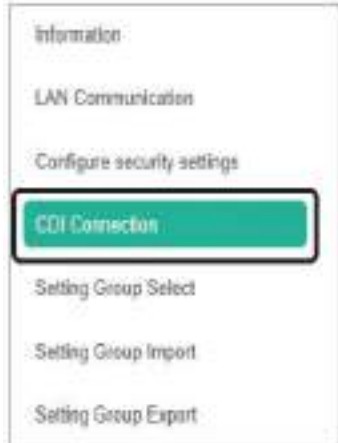 Information
LAN Communication
Configure security settings
CDI Connection
Setting Group Select
Setting Group Import
Setting Group Export